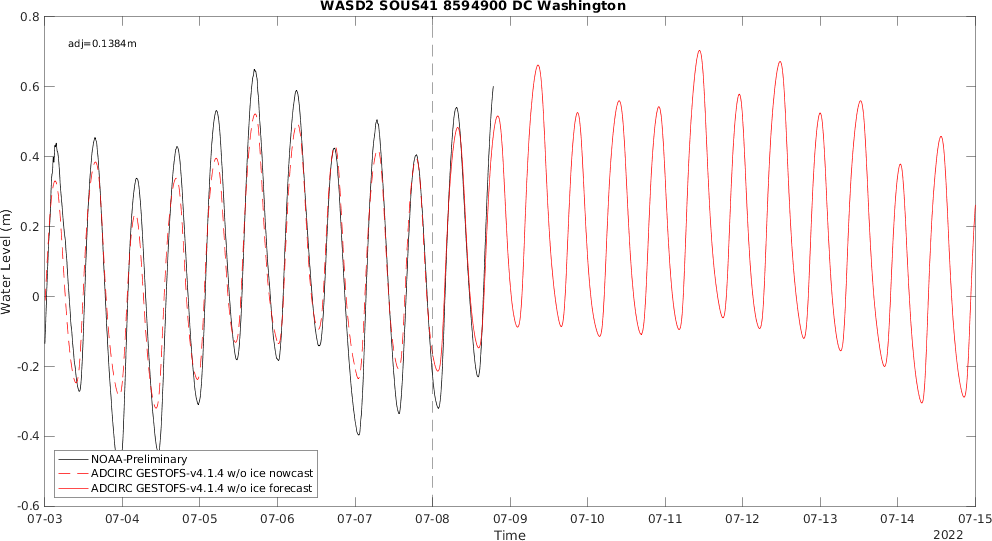 WASD2 SOUS41 8594900 DC Washington
adj=0.1384m
0.8
0.6
0.4
0.2
0
-0.2
-0.4
-0.6
Water Level (m)
NOAA-Preliminary
ADCIRC GESTOFS-v4.1.4 w/o ice nowcast
ADCIRC GESTOFS-v4.1.4 w/o ice forecast
07-03 07-04 07-05 07-06 07-07 07-08 07-09 07-10 07-11 07-12 07-13 07-14 07-15
Time
2022